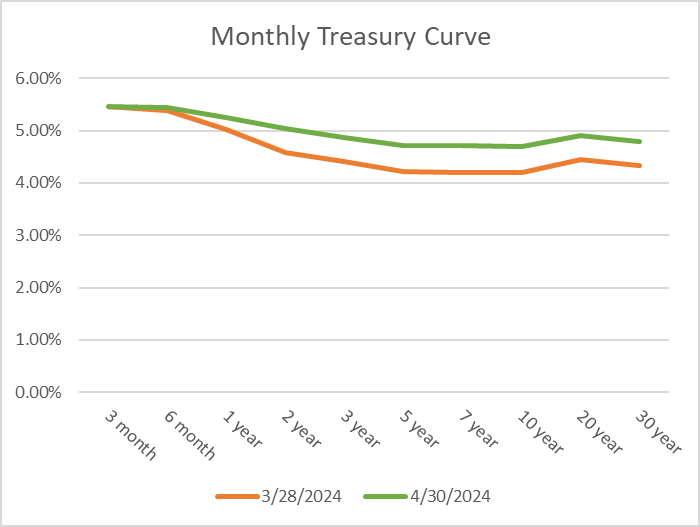 Monthly Treasury Curve
6.00%
5.00%
4.00%
3.00%
2.00%
1.00%
0.00%
3 month
6 month
1 year
2 year
3 year
5 year
7 year
10 year
20 year
30 year
3/28/2024
4/30/2024